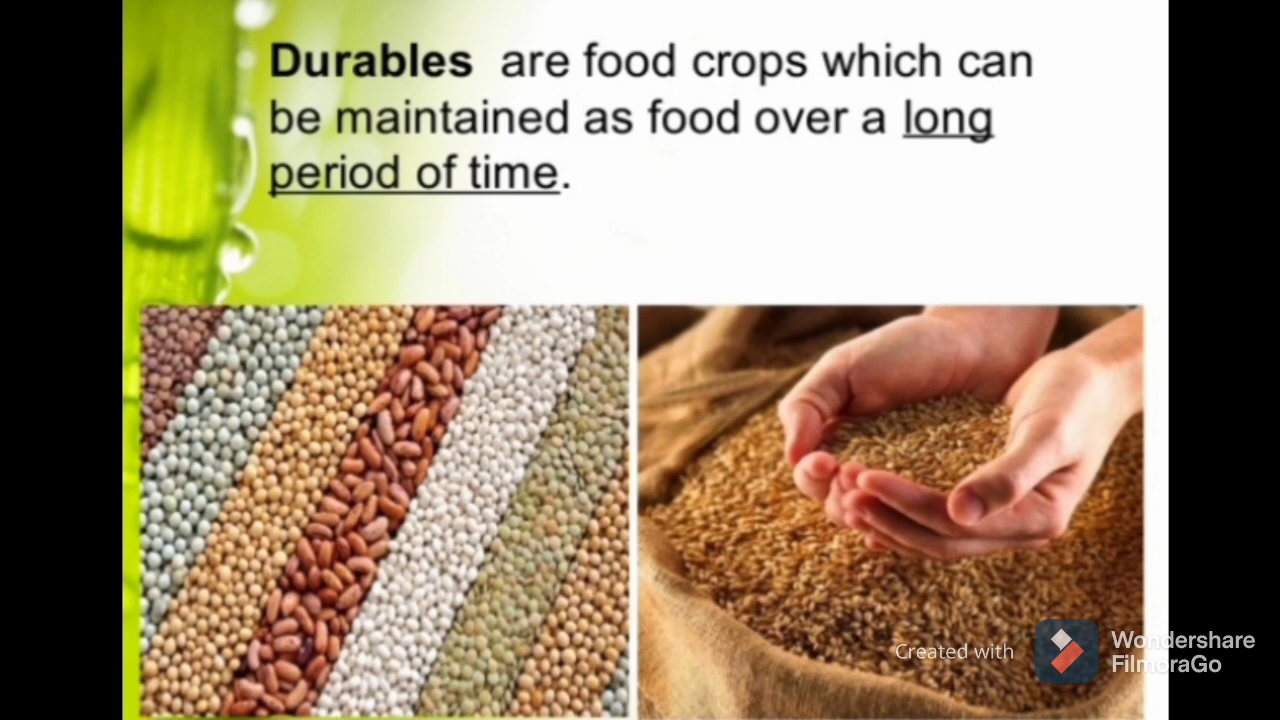 Durables are food crops which can
be maintained as food over a long
period of time.
Created with
Wondershare
FilmoraGo